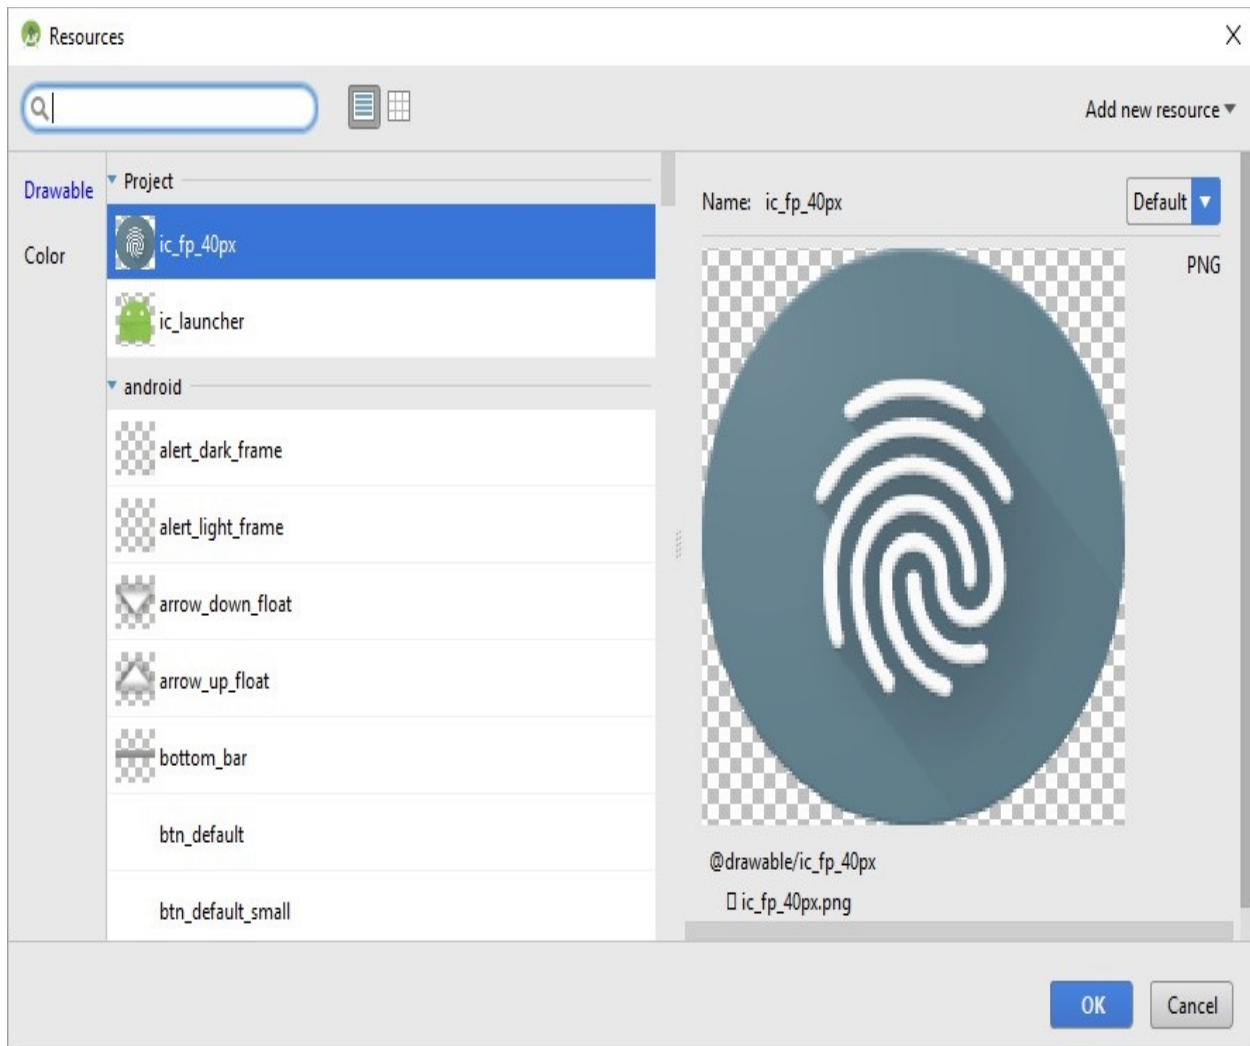 Resources
X
Add new resource
Drawable
Color
Project
ic_fp_40px
ic_launcher
android
alert_dark_frame
alert_light_frame
arrow_down_float
arrow_up_float
bottom_bar
btn_default
btn_default_small
Name: ic_fp_40px
Default
PNG
@drawable/ic_fp_40px
ic_fp_40px.png
OK
Cancel